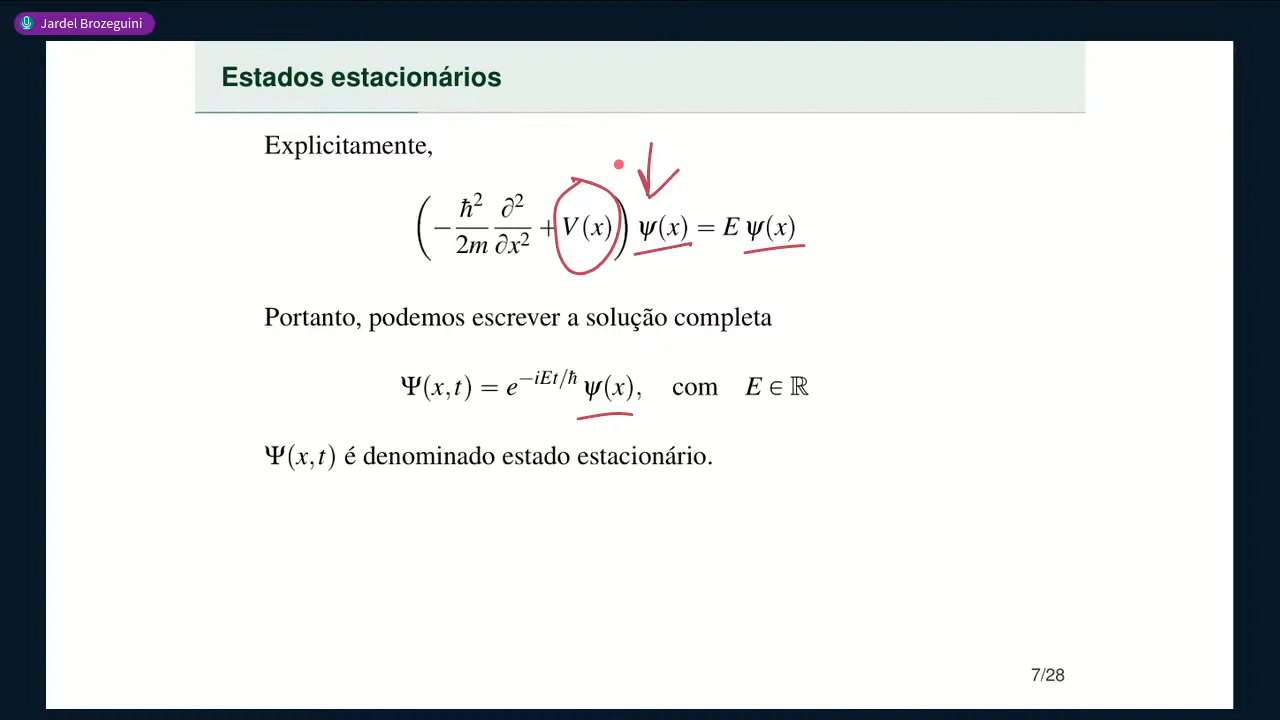 Jardel Brozeguini
Estados estacionários
Explicitamente,
(−ħ²/2m ∂²/∂x² + V(x)) ψ(x) = E ψ(x)
Portanto, podemos escrever a solução completa
Ψ(x,t) = e^{−iEt/ħ} ψ(x), com E ∈ ℝ
Ψ(x,t) é denominado estado estacionário.
7/28